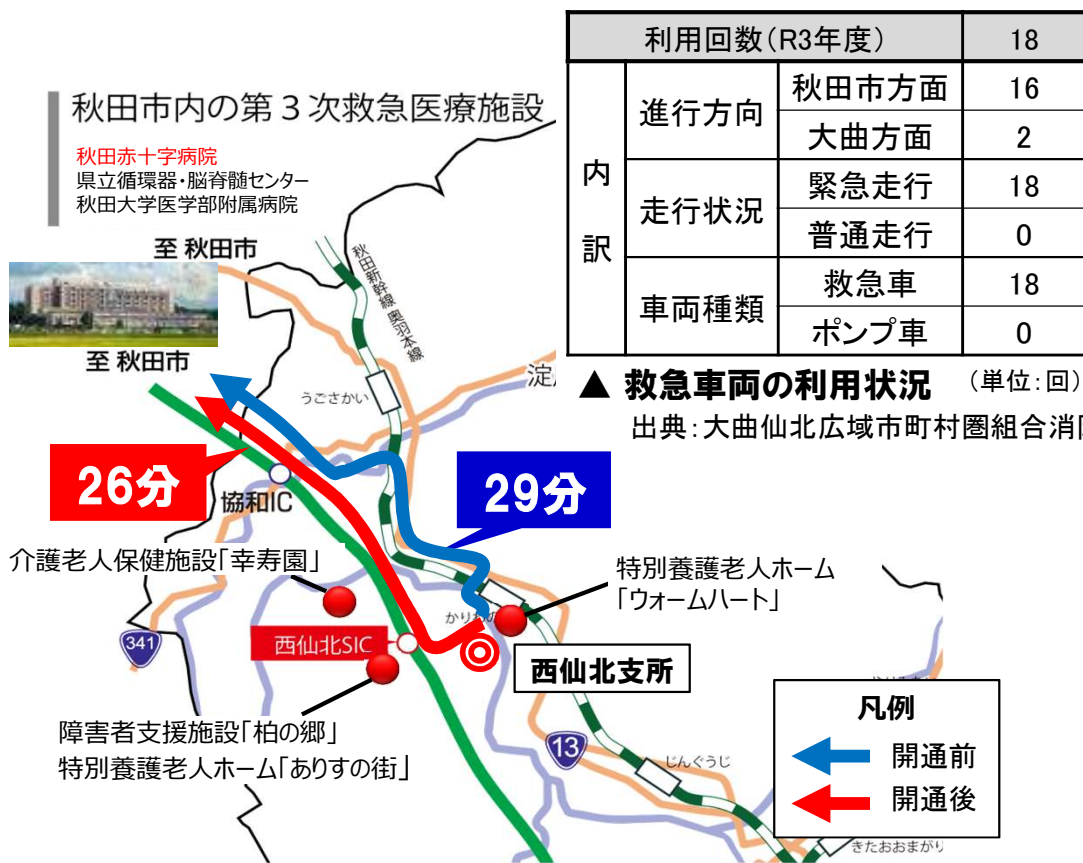 利用回数(R3年度) 18
内訳
進行方向
秋田市方面 16
大曲方面 2
走行状況
緊急走行 18
普通走行 0
車両種類
救急車 18
ポンプ車 0
▲ 救急車両の利用状況 (単位:回)
出典:大曲仙北広域市町村圏組合消
秋田市内の第3次救急医療施設
秋田赤十字病院
県立循環器・脳脊髄センター
秋田大学医学部附属病院
至 秋田市
秋田新幹線 奥羽本線
至 秋田市
うごさかい
淀
26分
29分
協和IC
介護老人保健施設「幸寿園」
特別養護老人ホーム
「ウォームハート」
かりわの
341
西仙北SIC
西仙北支所
障害者支援施設「柏の郷」
特別養護老人ホーム「ありすの街」
13
じんぐうじ
凡例
開通前
開通後
きたおおまがり